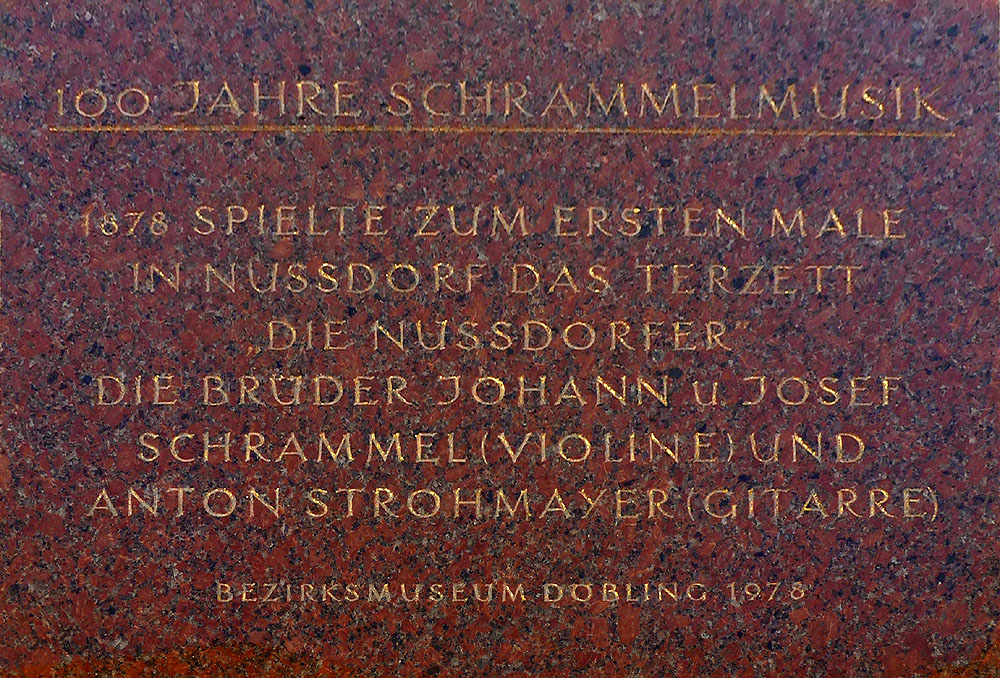 100 JAHRE SCHRAMMELMUSIK
1878 SPIELTE ZUM ERSTEN MALE
IN NUSSDORF DAS TERZETT
„DIE NUSSDORFER"
DIE BRÜDER JOHANN u JOSEF
SCHRAMMEL (VIOLINE) UND
ANTON STROHMAYER (GITARRE)
BEZIRKSMUSEUM DÖBLING 1978